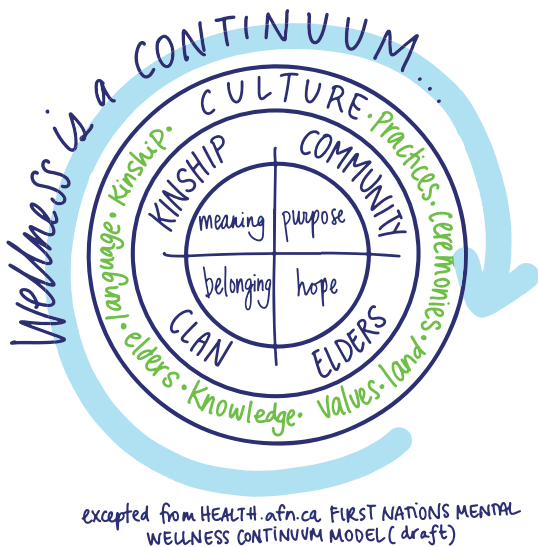 Wellness is a CONTINUUM...
CULTURE · Practices · ceremonies · land · Values · Knowledge · elders · language · Kinship ·
KINSHIP
COMMUNITY
CLAN
ELDERS
meaning
purpose
belonging
hope
excepted from HEALTH.afn.ca FIRST NATIONS MENTAL
WELLNESS CONTINUUM MODEL (draft)